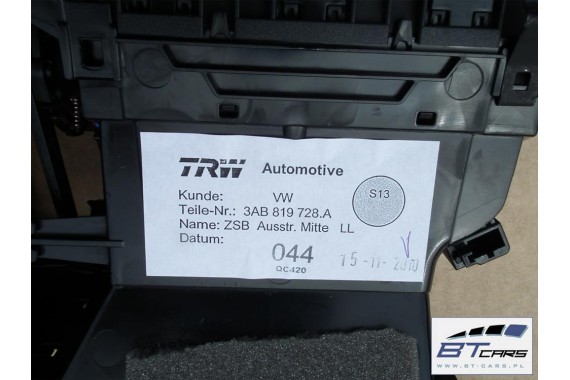 TRW Automotive
Kunde: VW
Teile-Nr.: 3AB 819 728.A
Name: ZSB Ausstr. Mitte LL
Datum:
S13
044
QC420
15-11-2010
BT CARS
WWW.BT-CARS.PL